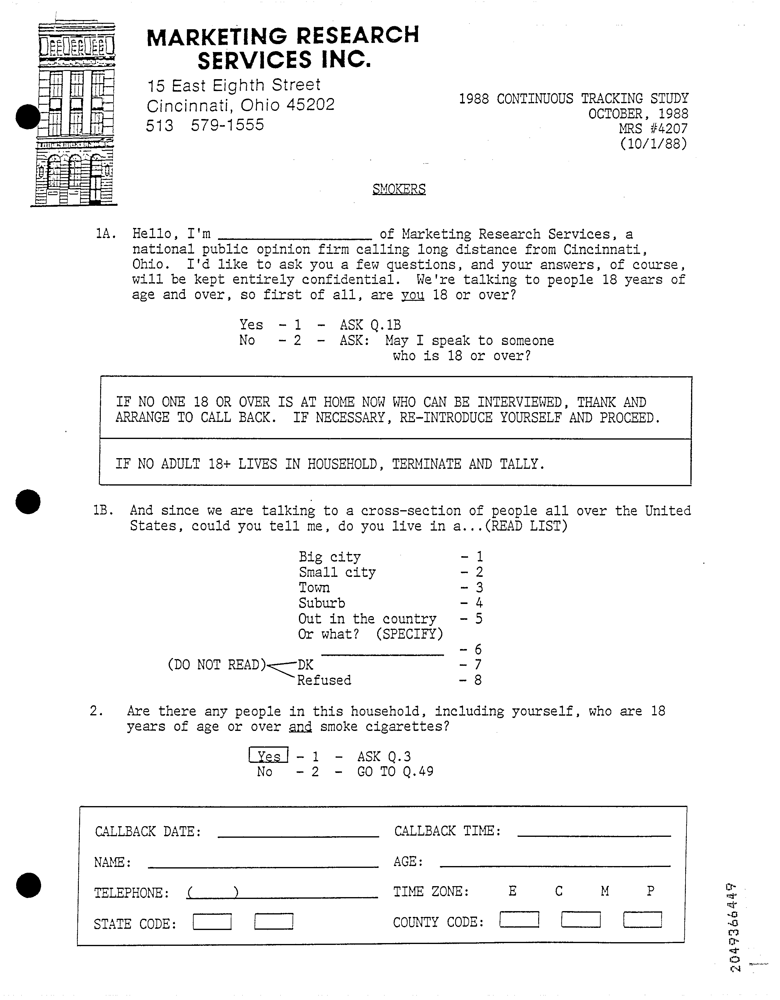 MARKETING RESEARCH
SERVICES INC.
15 East Eighth Street
Cincinnati, Ohio 45202
513 579-1555
1988 CONTINUOUS TRACKING STUDY
OCTOBER, 1988
MRS #4207
(10/1/88)
SMOKERS
1A. Hello, I'm ____________________ of Marketing Research Services, a
national public opinion firm calling long distance from Cincinnati,
Ohio. I'd like to ask you a few questions, and your answers, of course,
will be kept entirely confidential. We're talking to people 18 years of
age and over, so first of all, are you 18 or over?
Yes - 1 - ASK Q.1B
No - 2 - ASK: May I speak to someone
who is 18 or over?
IF NO ONE 18 OR OVER IS AT HOME NOW WHO CAN BE INTERVIEWED, THANK AND
ARRANGE TO CALL BACK. IF NECESSARY, RE-INTRODUCE YOURSELF AND PROCEED.
IF NO ADULT 18+ LIVES IN HOUSEHOLD, TERMINATE AND TALLY.
1B. And since we are talking to a cross-section of people all over the United
States, could you tell me, do you live in a...(READ LIST)
Big city - 1
Small city - 2
Town - 3
Suburb - 4
Out in the country - 5
Or what? (SPECIFY)
________________ - 6
(DO NOT READ) DK - 7
Refused - 8
2. Are there any people in this household, including yourself, who are 18
years of age or over and smoke cigarettes?
Yes - 1 - ASK Q.3
No - 2 - GO TO Q.49
CALLBACK DATE: ____________________ CALLBACK TIME: ____________________
NAME: ____________________ AGE: ____________________
TELEPHONE: ( ) ____________________ TIME ZONE: E C M P
STATE CODE: COUNTY CODE:
2049366449